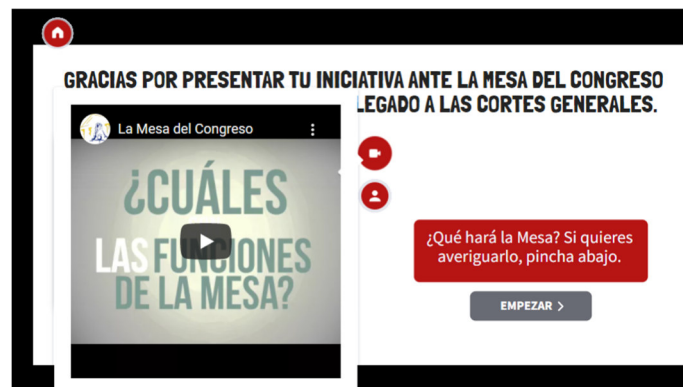 GRACIAS POR PRESENTAR TU INICIATIVA ANTE LA MESA DEL CONGRESO
LEGADO A LAS CORTES GENERALES.
La Mesa del Congreso
¿CUÁLES
LAS FUNCIONES
DE LA MESA?
¿Qué hará la Mesa? Si quieres
averiguarlo, pincha abajo.
EMPEZAR >